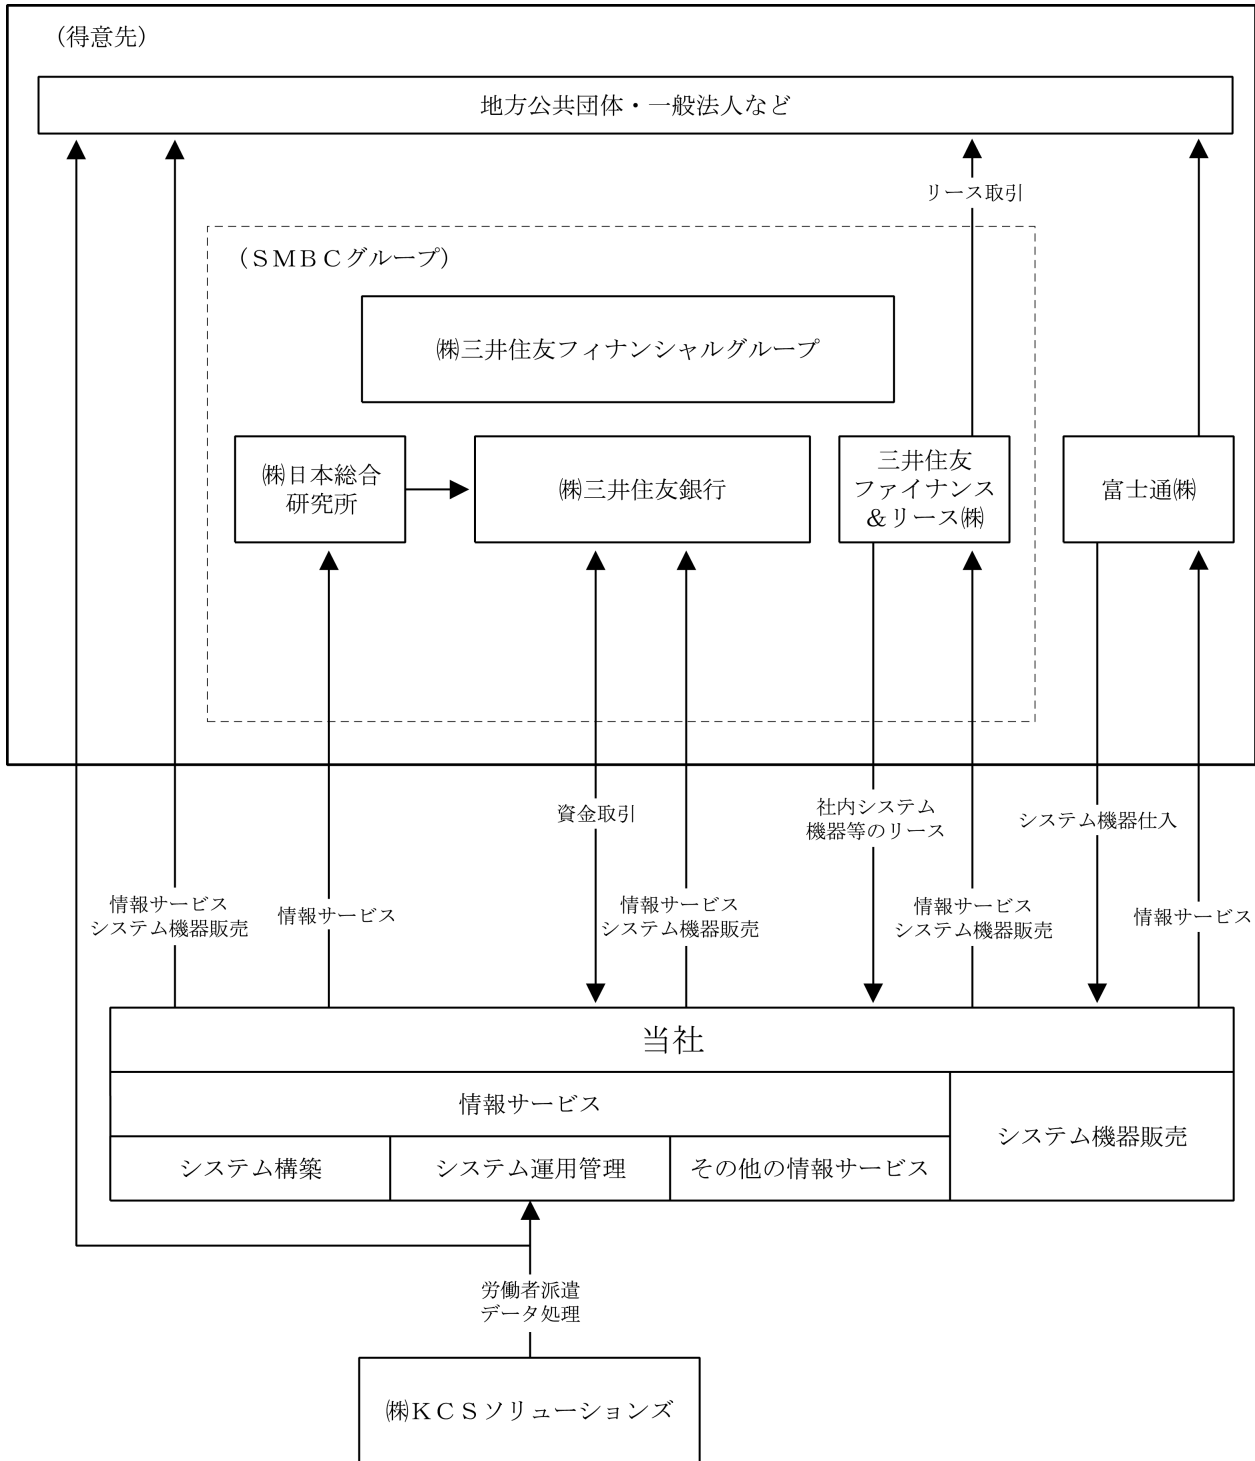 (得意先)
地方公共団体・一般法人など
リース取引
(SMBCグループ)
㈱三井住友フィナンシャルグループ
㈱日本総合
研究所
㈱三井住友銀行
三井住友
ファイナンス
&リース㈱
富士通㈱
資金取引
社内システム
機器等のリース
システム機器仕入
情報サービス
システム機器販売
情報サービス
情報サービス
システム機器販売
情報サービス
システム機器販売
情報サービス
当社
情報サービス
システム機器販売
システム構築
システム運用管理
その他の情報サービス
労働者派遣
データ処理
㈱KCSソリューションズ